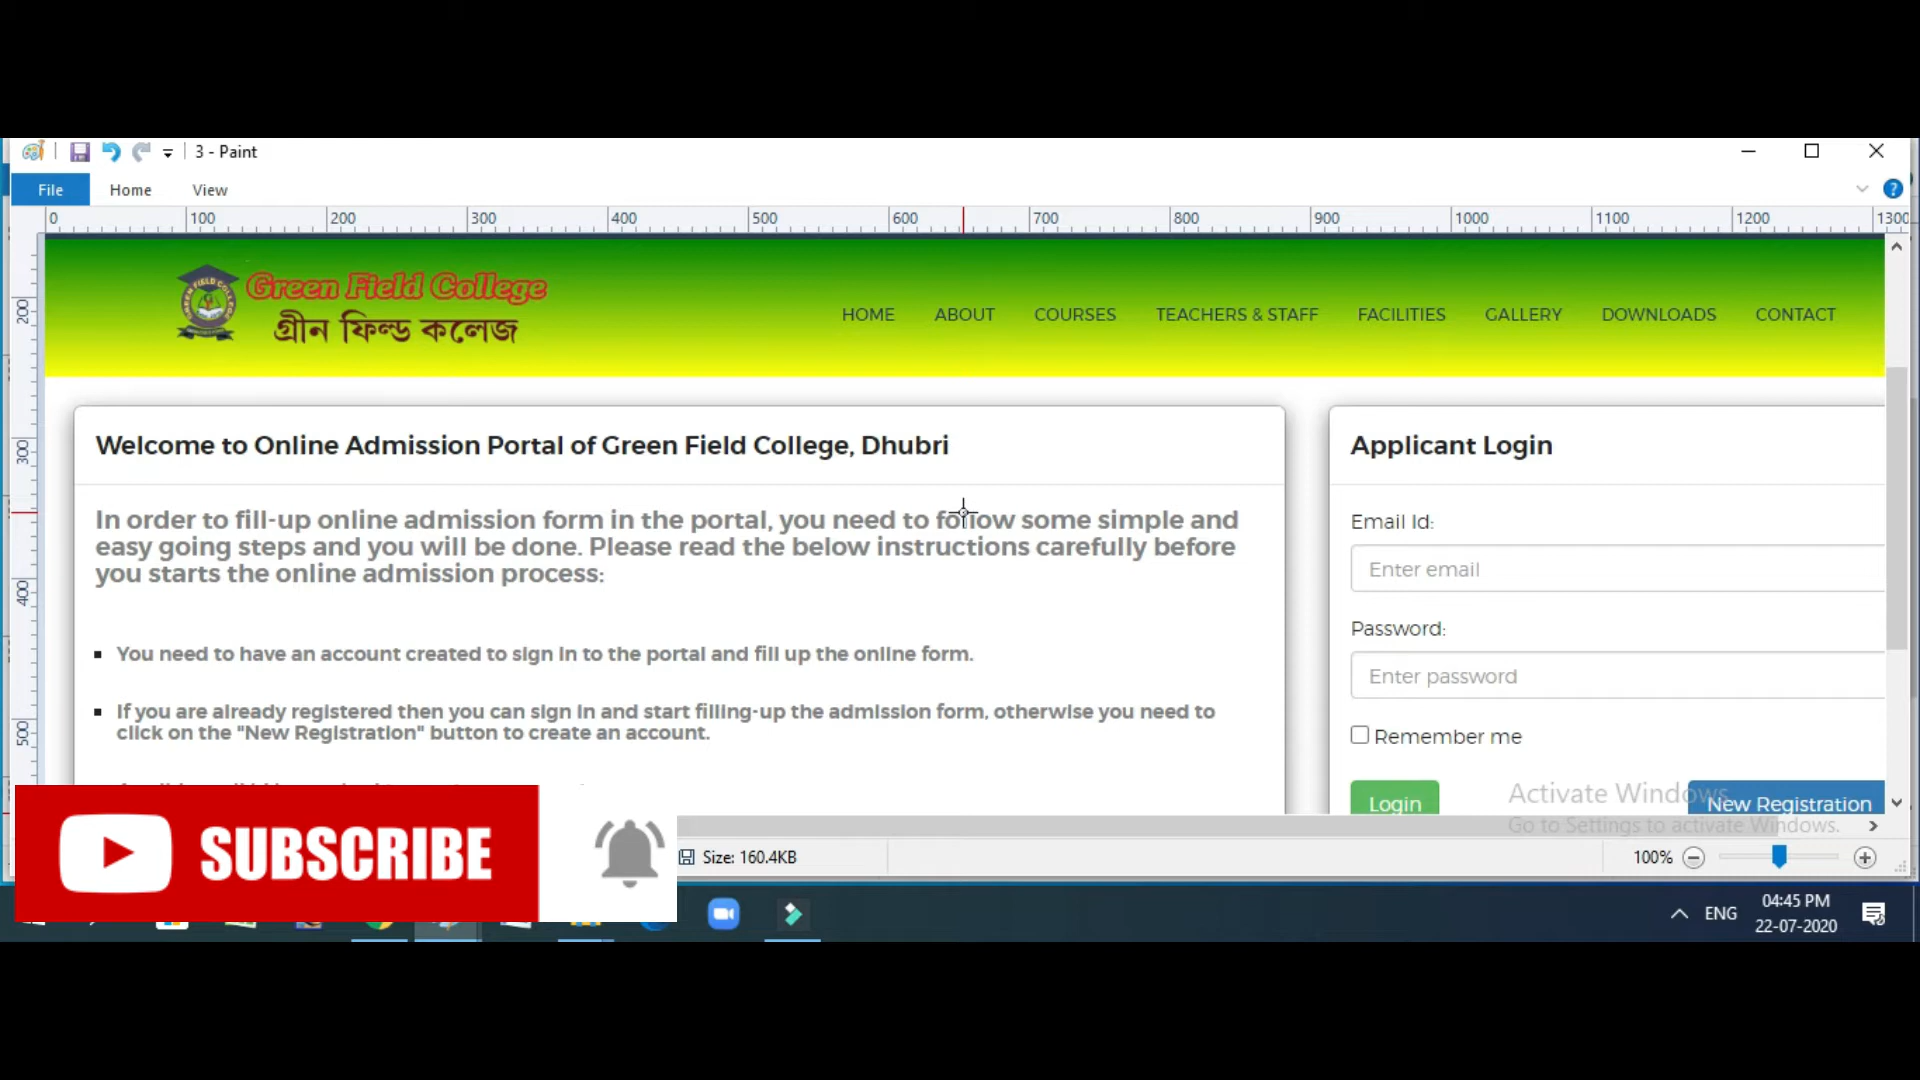 3 - Paint
File Home View
0 100 200 300 400 500 600 700 800 900 1000 1100 1200 1300
Green Field College
গ্রীন ফিল্ড কলেজ
HOME ABOUT COURSES TEACHERS & STAFF FACILITIES GALLERY DOWNLOADS CONTACT
200
300
400
500
Welcome to Online Admission Portal of Green Field College, Dhubri
In order to fill-up online admission form in the portal, you need to follow some simple and
easy going steps and you will be done. Please read the below instructions carefully before
you starts the online admission process:
You need to have an account created to sign in to the portal and fill up the online form.
If you are already registered then you can sign in and start filling-up the admission form, otherwise you need to
click on the "New Registration" button to create an account.
Applicant Login
Email Id:
Enter email
Password:
Enter password
Remember me
Login New Registration
Activate Windows
Go to Settings to activate Windows.
SUBSCRIBE
Size: 160.4KB
100%
ENG
04:45 PM
22-07-2020